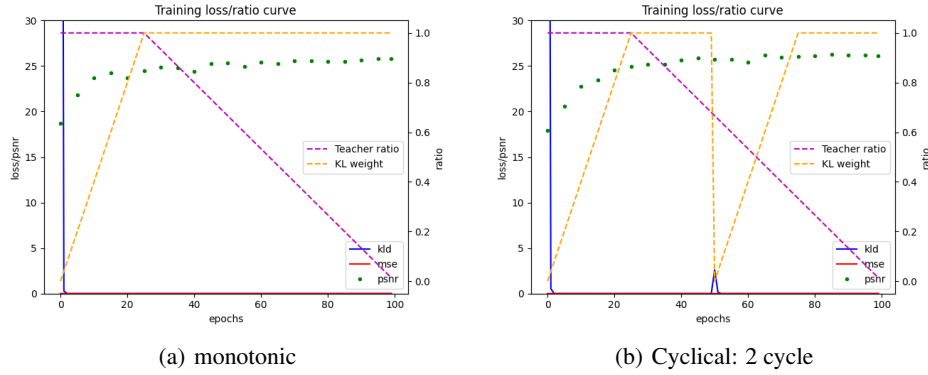 Training loss/ratio curve
30
25
20
15
10
5
0
loss/psnr
1.0
0.8
0.6
0.4
0.2
0.0
ratio
Teacher ratio
KL weight
kld
mse
psnr
0 20 40 60 80 100
epochs
(a) monotonic
Training loss/ratio curve
30
25
20
15
10
5
0
loss/psnr
1.0
0.8
0.6
0.4
0.2
0.0
ratio
Teacher ratio
KL weight
kld
mse
psnr
0 20 40 60 80 100
epochs
(b) Cyclical: 2 cycle